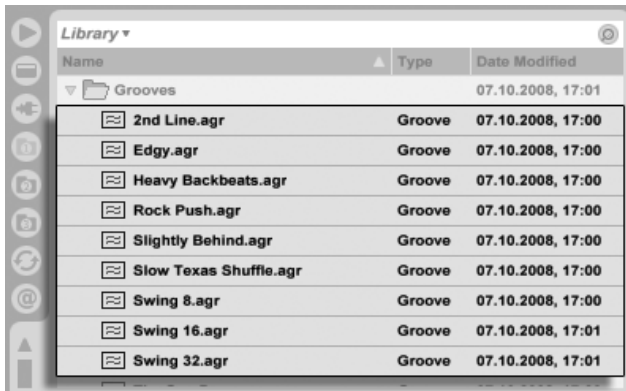 Library ▾
Name Type Date Modified
Grooves 07.10.2008, 17:01
2nd Line.agr Groove 07.10.2008, 17:00
Edgy.agr Groove 07.10.2008, 17:00
Heavy Backbeats.agr Groove 07.10.2008, 17:00
Rock Push.agr Groove 07.10.2008, 17:00
Slightly Behind.agr Groove 07.10.2008, 17:00
Slow Texas Shuffle.agr Groove 07.10.2008, 17:00
Swing 8.agr Groove 07.10.2008, 17:00
Swing 16.agr Groove 07.10.2008, 17:01
Swing 32.agr Groove 07.10.2008, 17:01